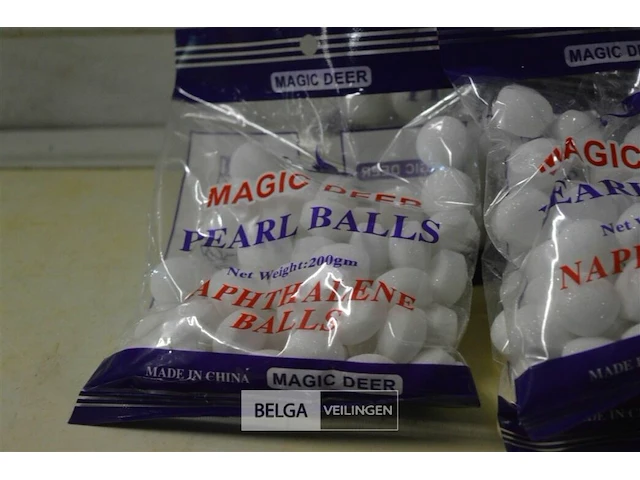 MAGIC DEER
MAGIC DEER
PEARL BALLS
Net Weight:200gm
APHTHALENE
BALLS
MADE IN CHINA MAGIC DEER
MAGIC DEER
MAGIC
Net
NAPH
MADE
BELGA VEILINGEN